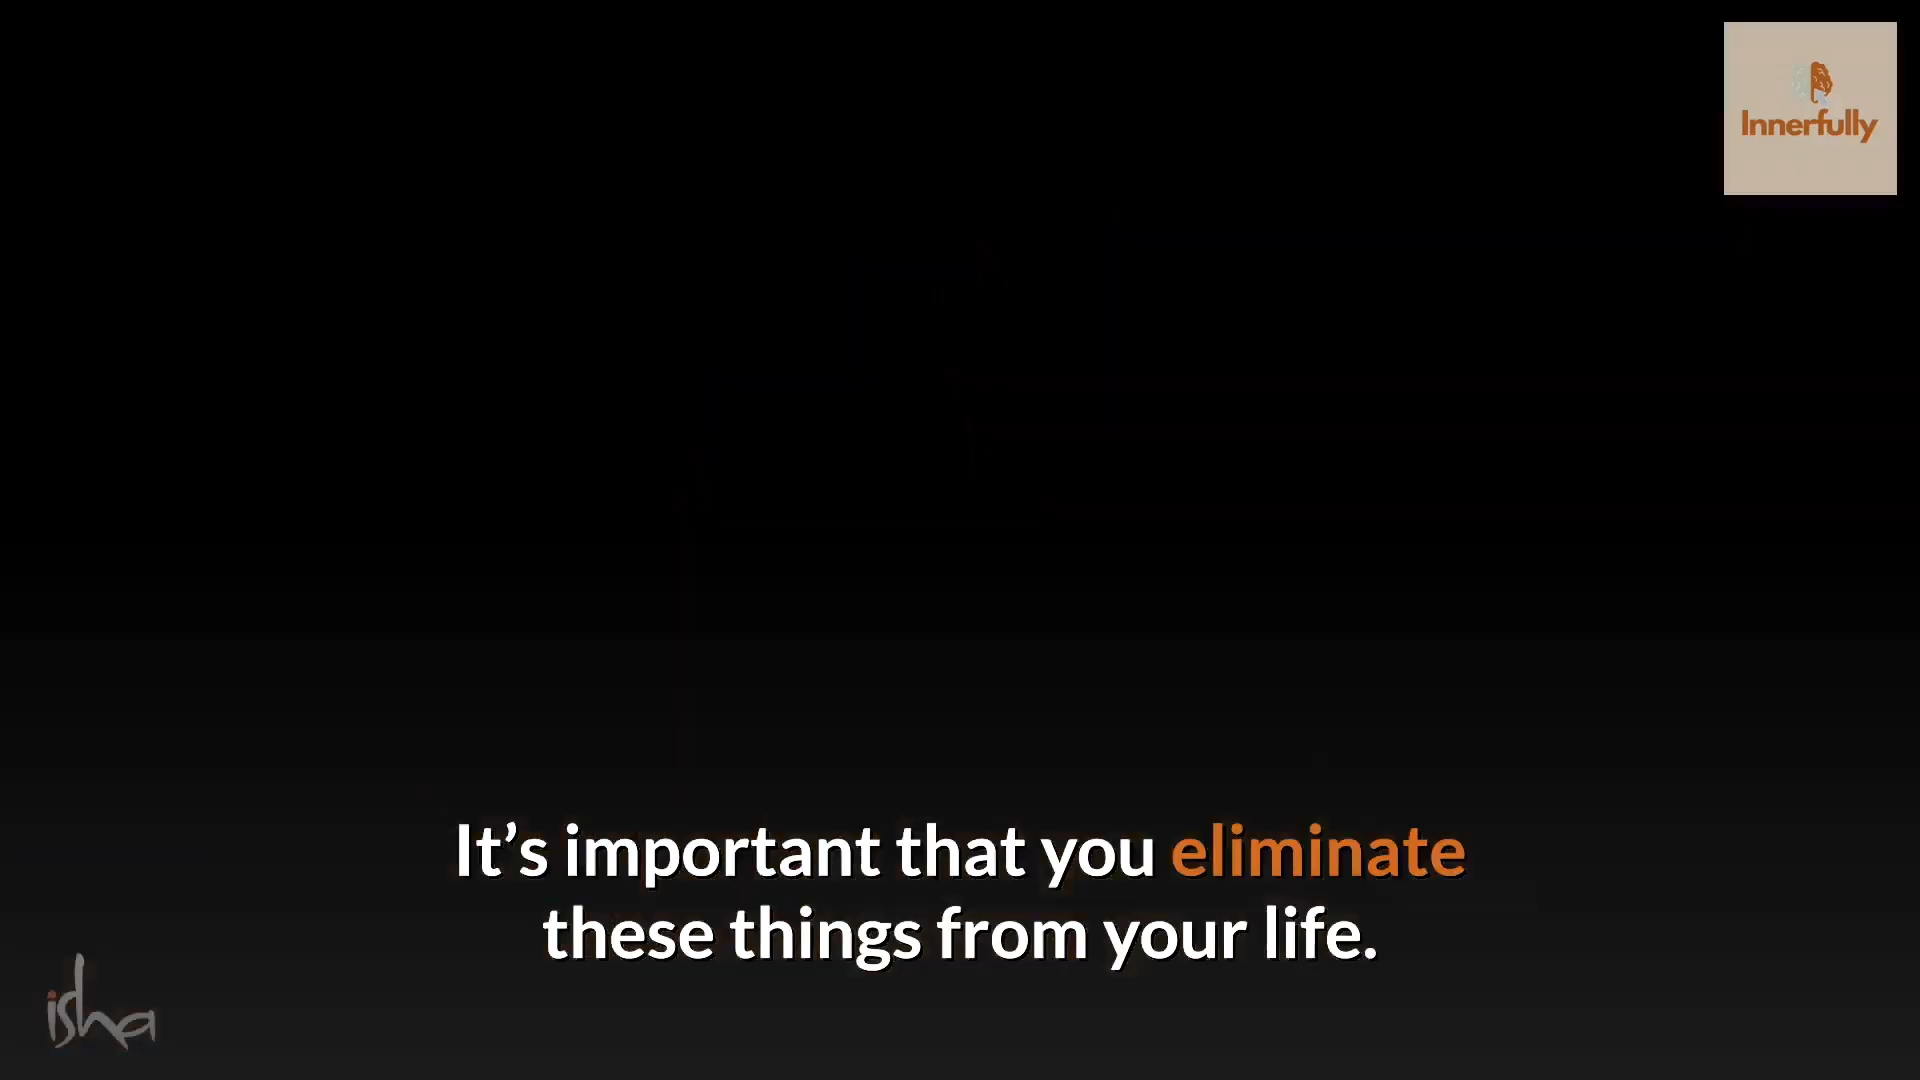 Innerfully
It’s important that you eliminate
these things from your life.
isha